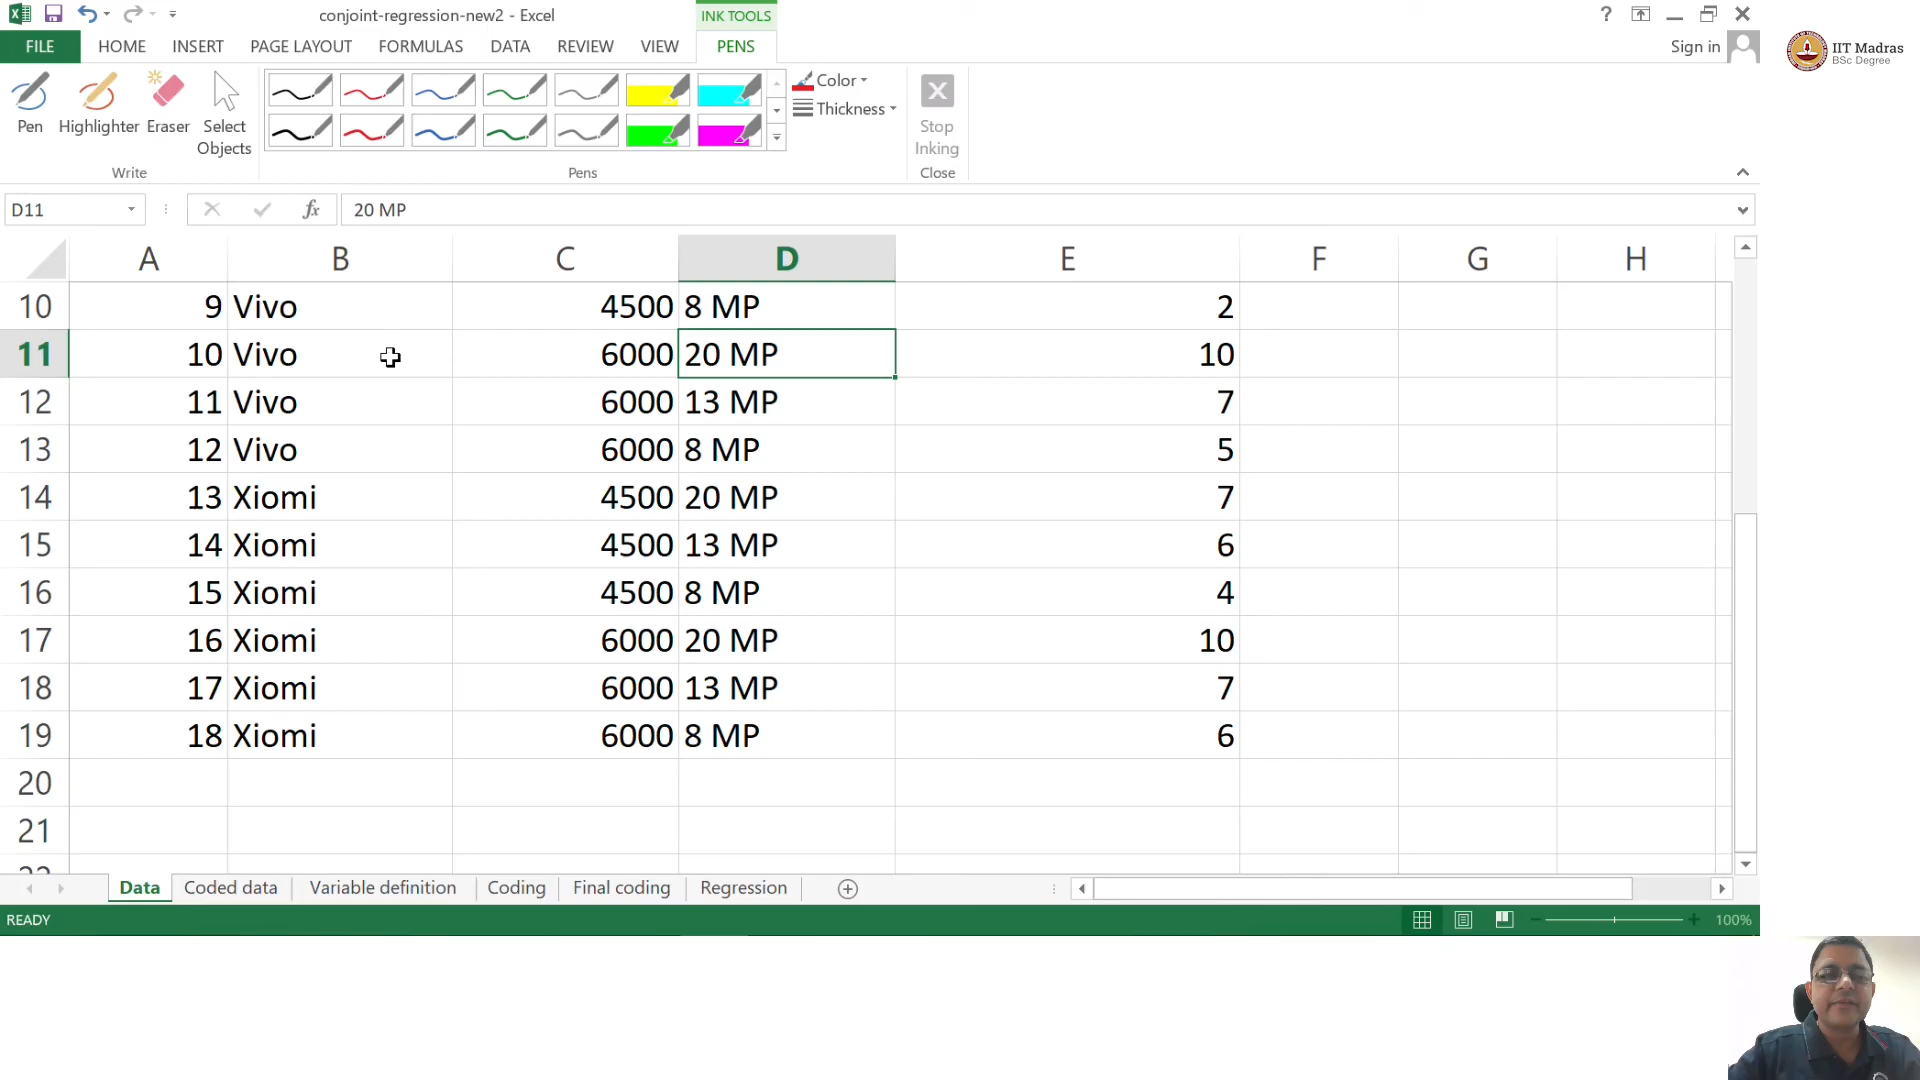 conjoint-regression-new2 - Excel
INK TOOLS
?
FILE
HOME
INSERT
PAGE LAYOUT
FORMULAS
DATA
REVIEW
VIEW
PENS
Sign in
IIT Madras
BSc Degree
Pen
Highlighter
Eraser
Select
Objects
Color
Thickness
Stop
Inking
Write
Pens
Close
D11
fx
20 MP
A B C D E F G H
10 9 Vivo 4500 8 MP 2
11 10 Vivo 6000 20 MP 10
12 11 Vivo 6000 13 MP 7
13 12 Vivo 6000 8 MP 5
14 13 Xiomi 4500 20 MP 7
15 14 Xiomi 4500 13 MP 6
16 15 Xiomi 4500 8 MP 4
17 16 Xiomi 6000 20 MP 10
18 17 Xiomi 6000 13 MP 7
19 18 Xiomi 6000 8 MP 6
20
21
Data
Coded data
Variable definition
Coding
Final coding
Regression
READY
100%